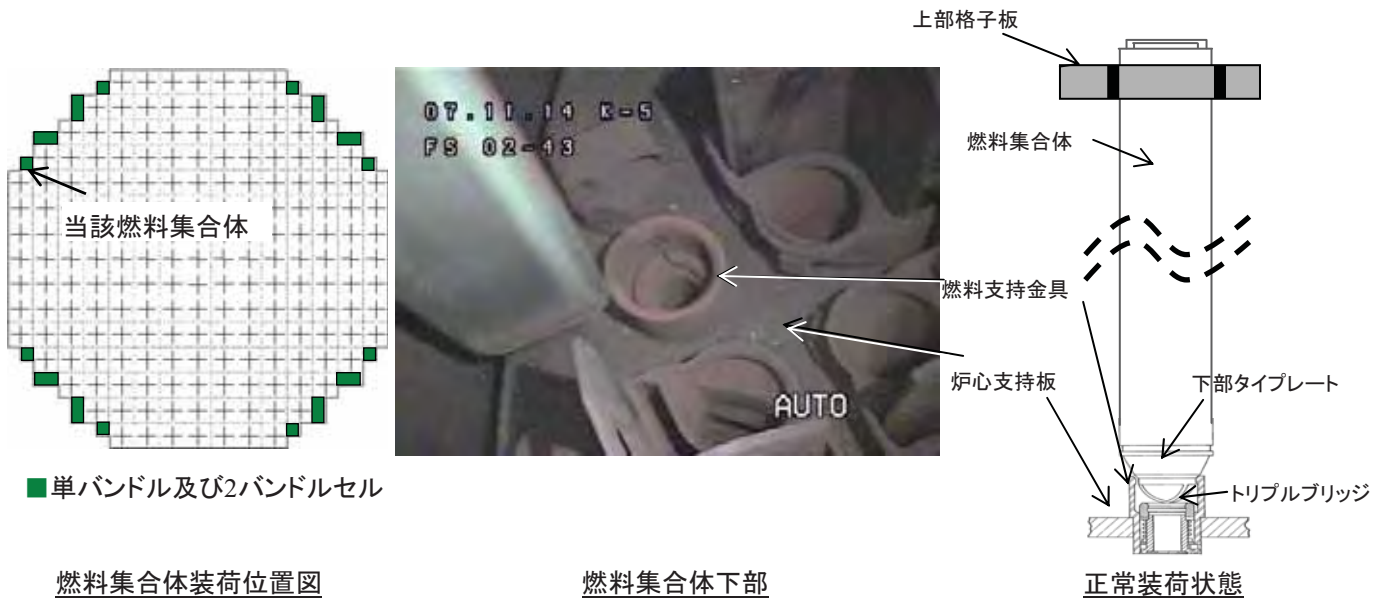 当該燃料集合体
■単バンドル及び2バンドルセル
燃料集合体装荷位置図
07.11.14 K-5
FS 02-43
AUTO
燃料集合体下部
上部格子板
燃料集合体
燃料支持金具
炉心支持板
下部タイプレート
トリプルブリッジ
正常装荷状態